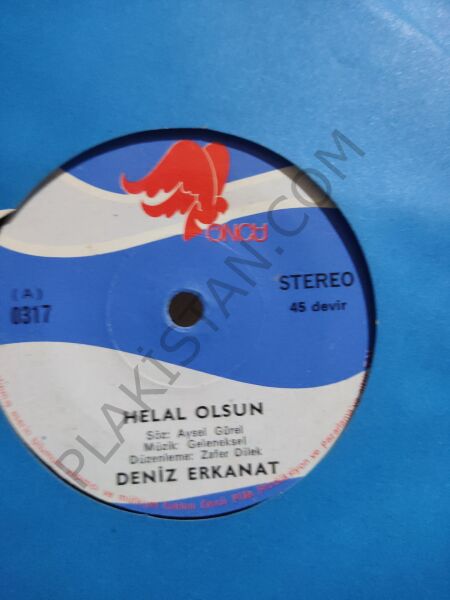 ÖNCÜ
STEREO
45 devir
(A)
0317
HELAL OLSUN
Söz: Aysel Gürel
Müzik: Geleneksel
Düzenleme: Zafer Dilek
DENİZ ERKANAT
PLAKİSTAN.COM